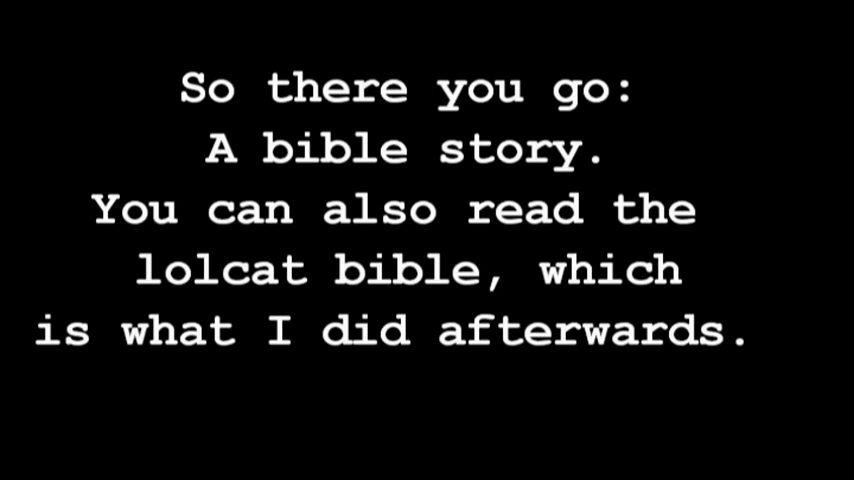 So there you go:
A bible story.
You can also read the
lolcat bible, which
is what I did afterwards.